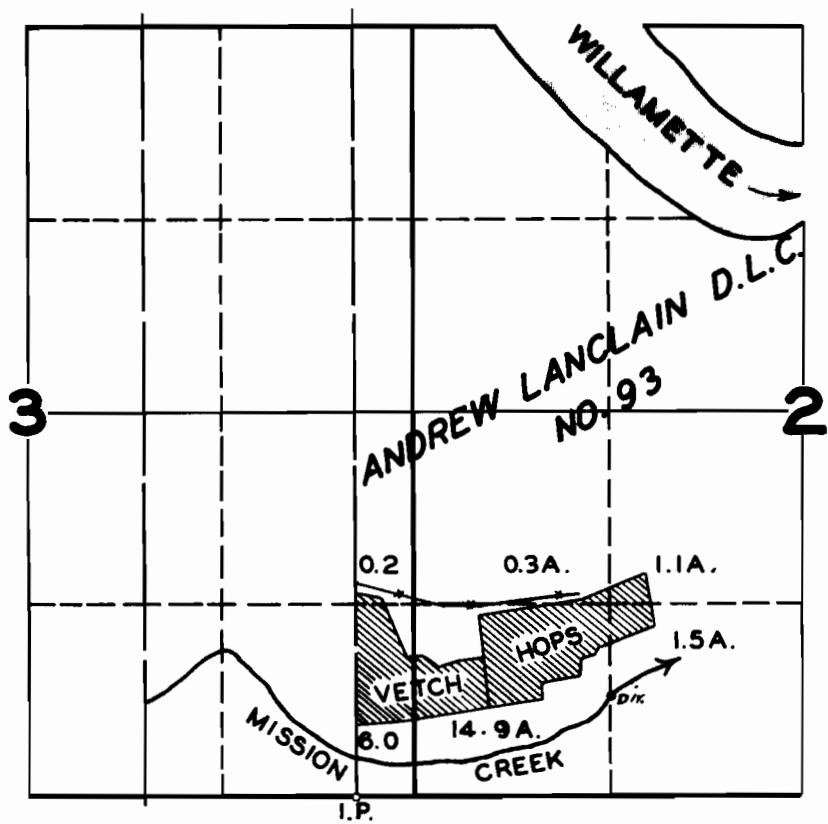 WILLAMETTE
ANDREW LANCLAIN D.L.C.
NO. 93
3
2
0.2
0.3A.
1.1A.
HOPS
1.5A.
VETCH
Div.
6.0
14.9A.
MISSION
CREEK
I.P.